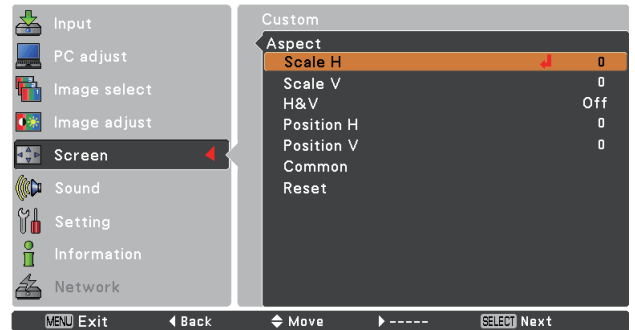 Input
PC adjust
Image select
Image adjust
Screen
Sound
Setting
Information
Network
Custom
Aspect
Scale H 0
Scale V 0
H&V Off
Position H 0
Position V 0
Common
Reset
MENU Exit Back Move ----- SELECT Next